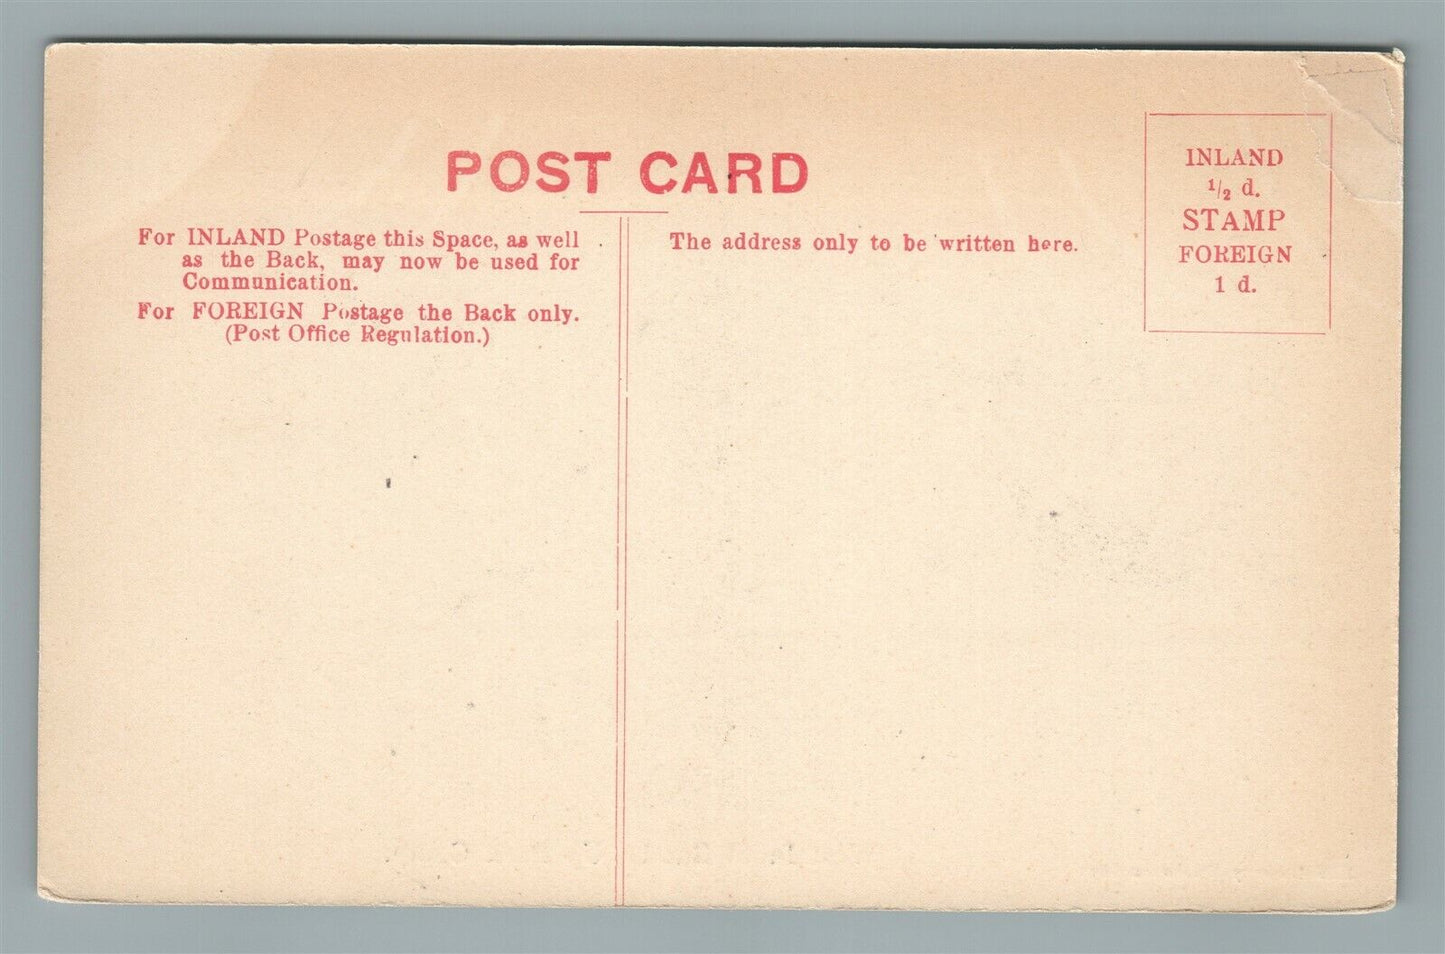 POST CARD
For INLAND Postage this Space, as well
as the Back, may now be used for
Communication.
For FOREIGN Postage the Back only.
(Post Office Regulation.)
The address only to be written here.
INLAND
1/2 d.
STAMP
FOREIGN
1 d.